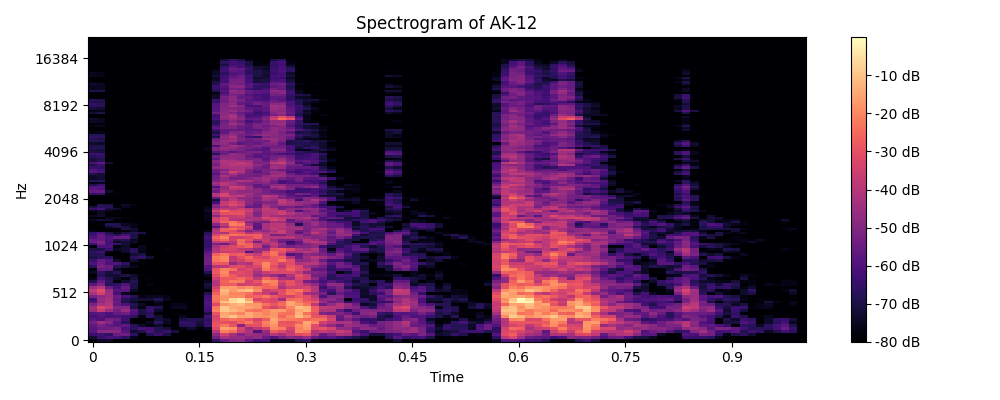 Spectrogram of AK-12
16384
8192
4096
2048
1024
512
0
Hz
0
0.15
0.3
0.45
0.6
0.75
0.9
Time
-10 dB
-20 dB
-30 dB
-40 dB
-50 dB
-60 dB
-70 dB
-80 dB